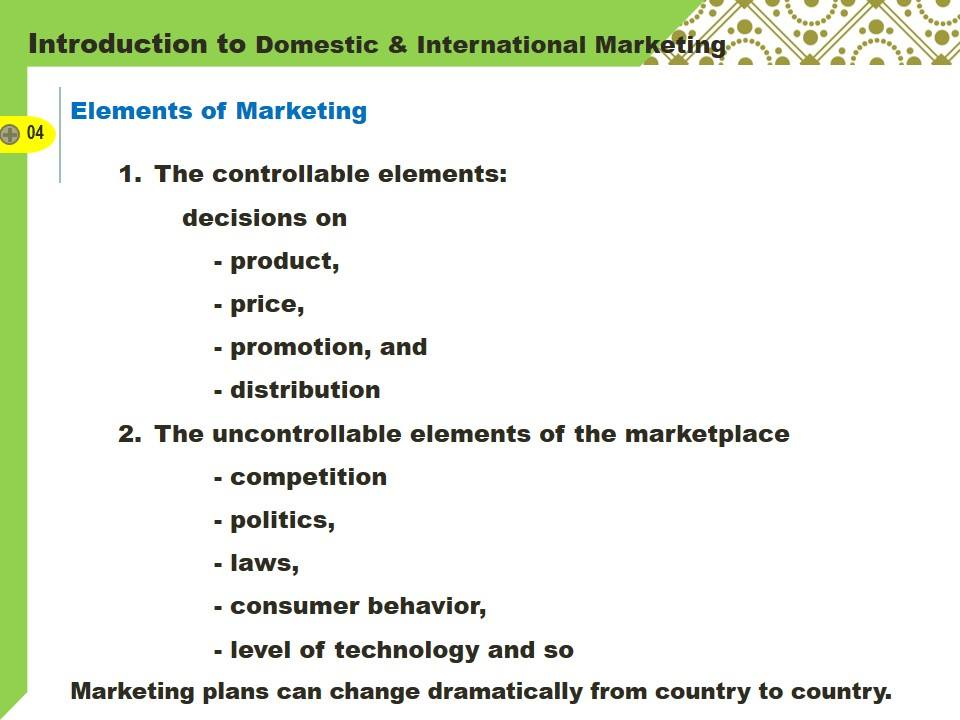 Introduction to Domestic & International Marketing
Elements of Marketing
04
1. The controllable elements:
decisions on
- product,
- price,
- promotion, and
- distribution
2. The uncontrollable elements of the marketplace
- competition
- politics,
- laws,
- consumer behavior,
- level of technology and so
Marketing plans can change dramatically from country to country.